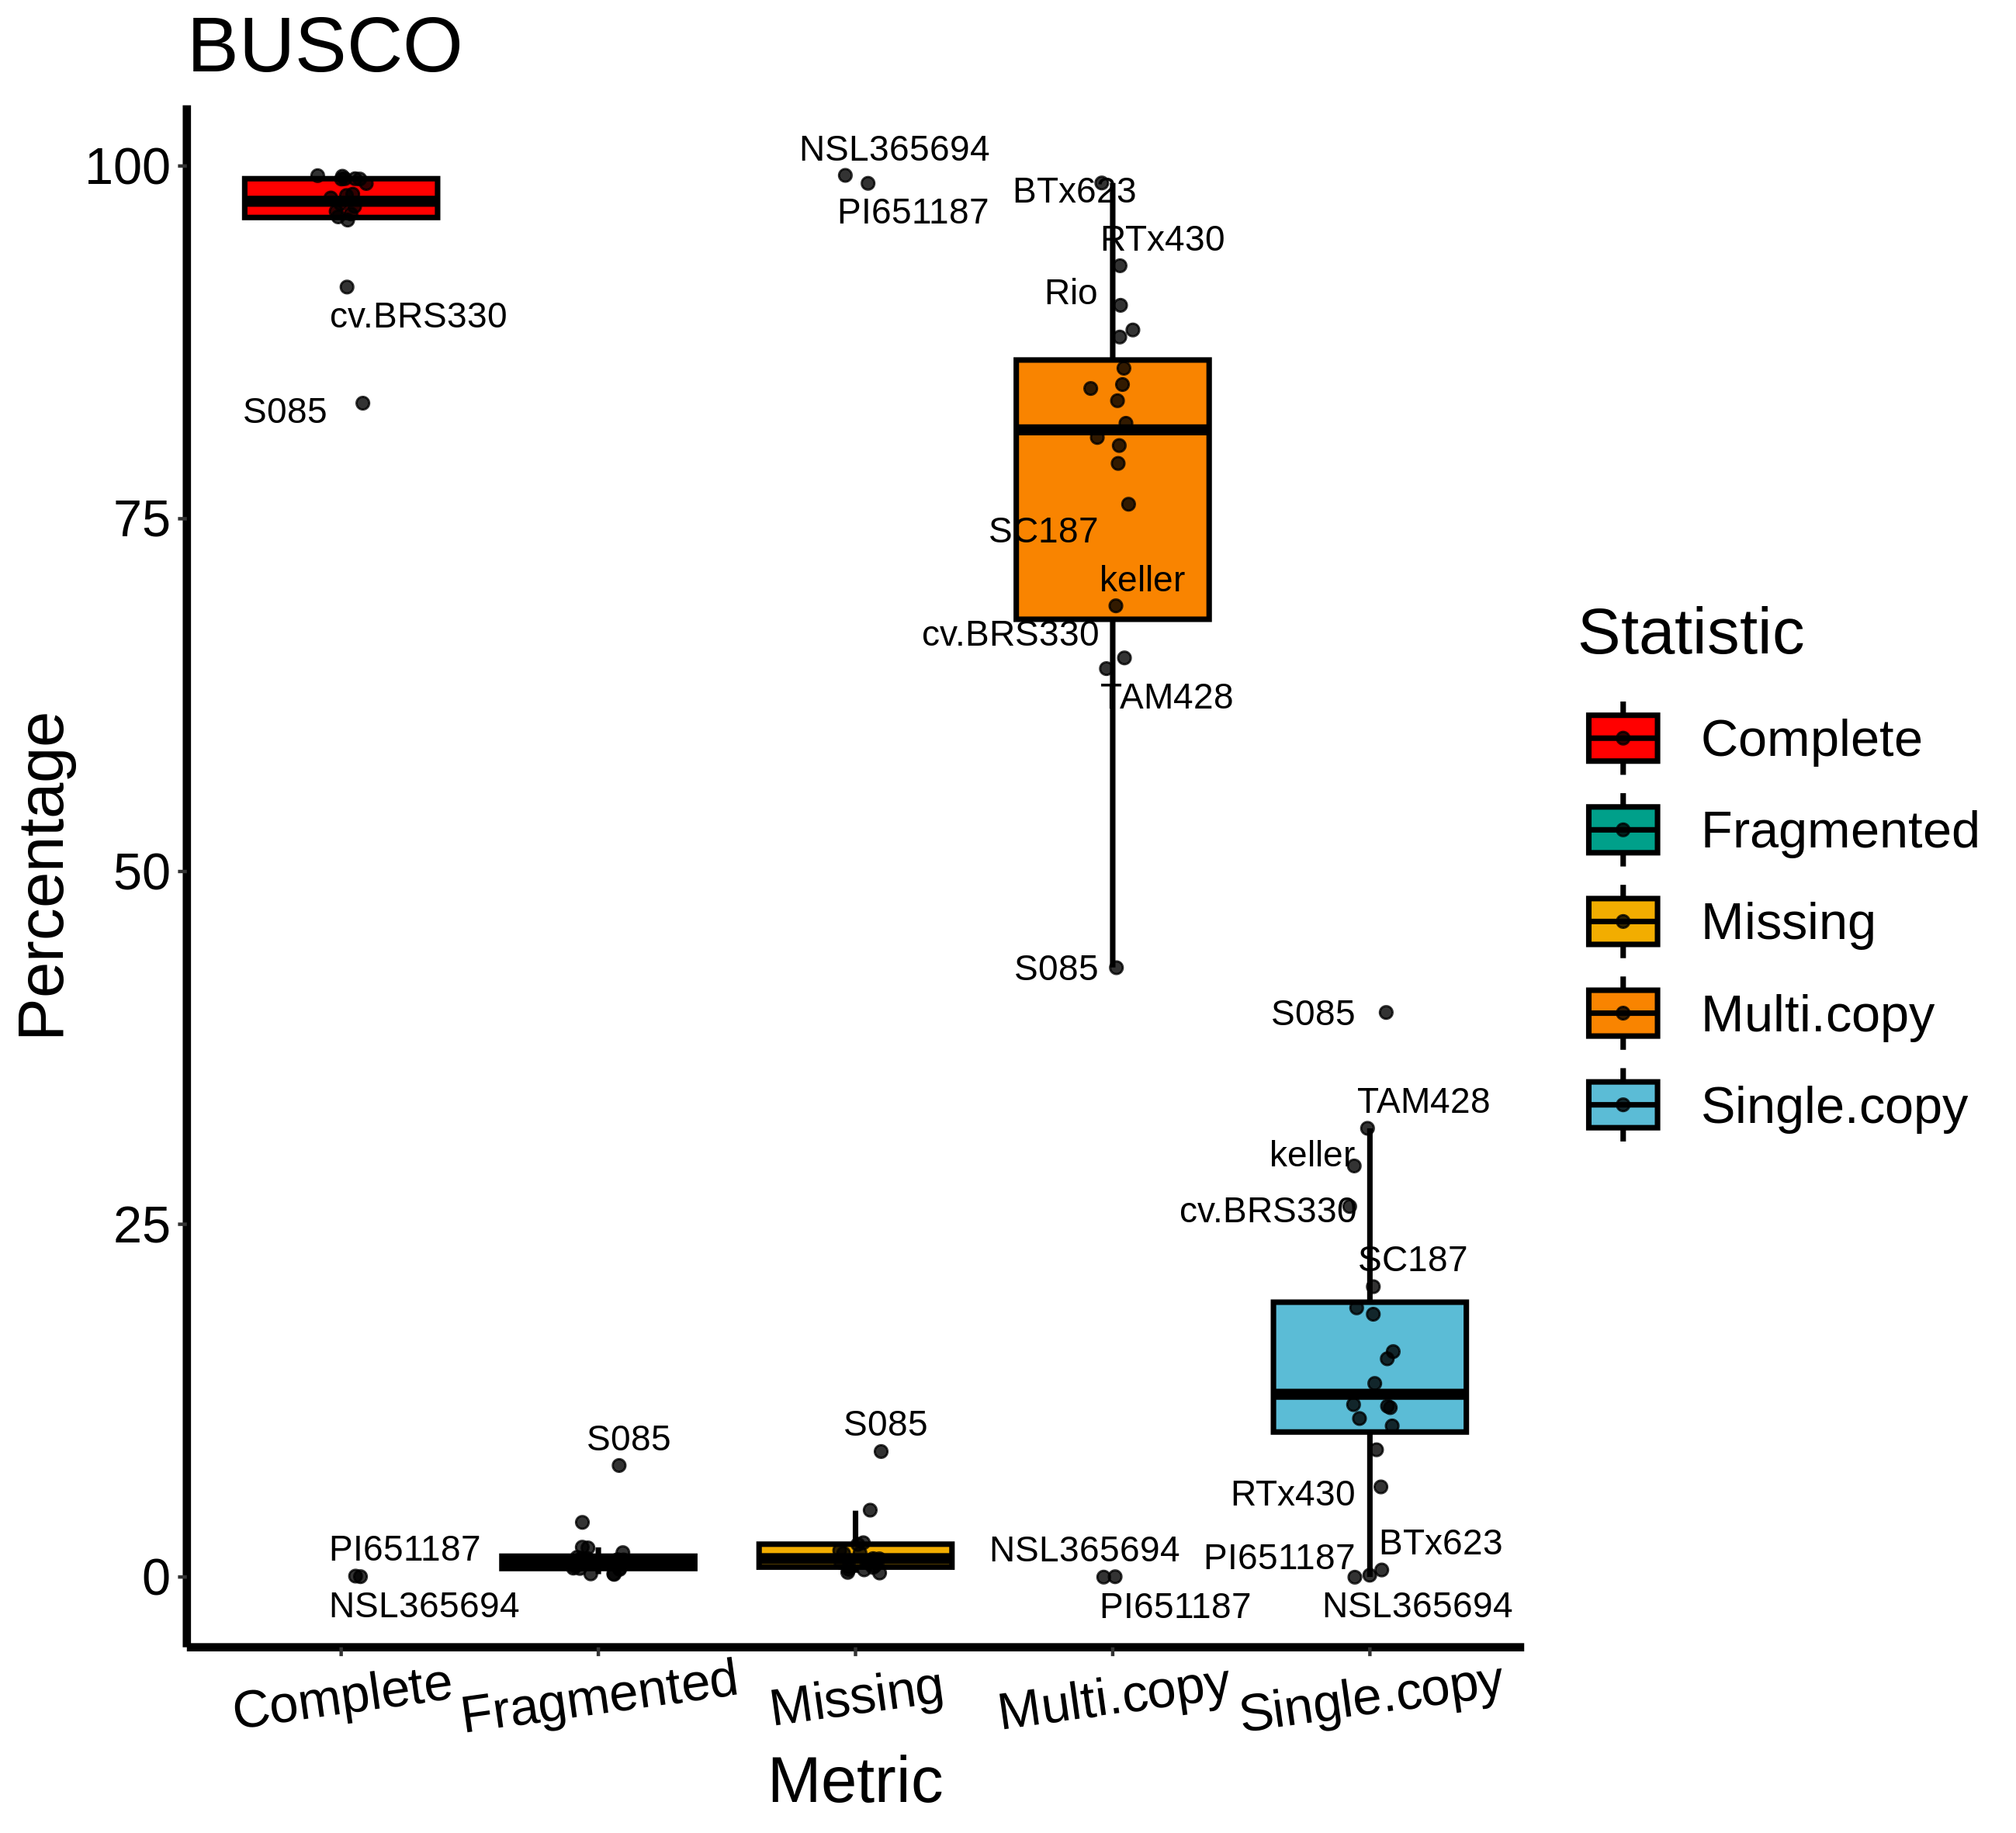 BUSCO
100
75
50
25
0
Percentage
NSL365694
PI651187
BTx623
RTx430
Rio
cv.BRS330
S085
SC187
keller
cv.BRS330
TAM428
S085
S085
TAM428
keller
cv.BRS330
SC187
S085
S085
RTx430
BTx623
PI651187
NSL365694
PI651187
NSL365694
PI651187
NSL365694
Complete
Fragmented
Missing
Multi.copy
Single.copy
Metric
Statistic
Complete
Fragmented
Missing
Multi.copy
Single.copy